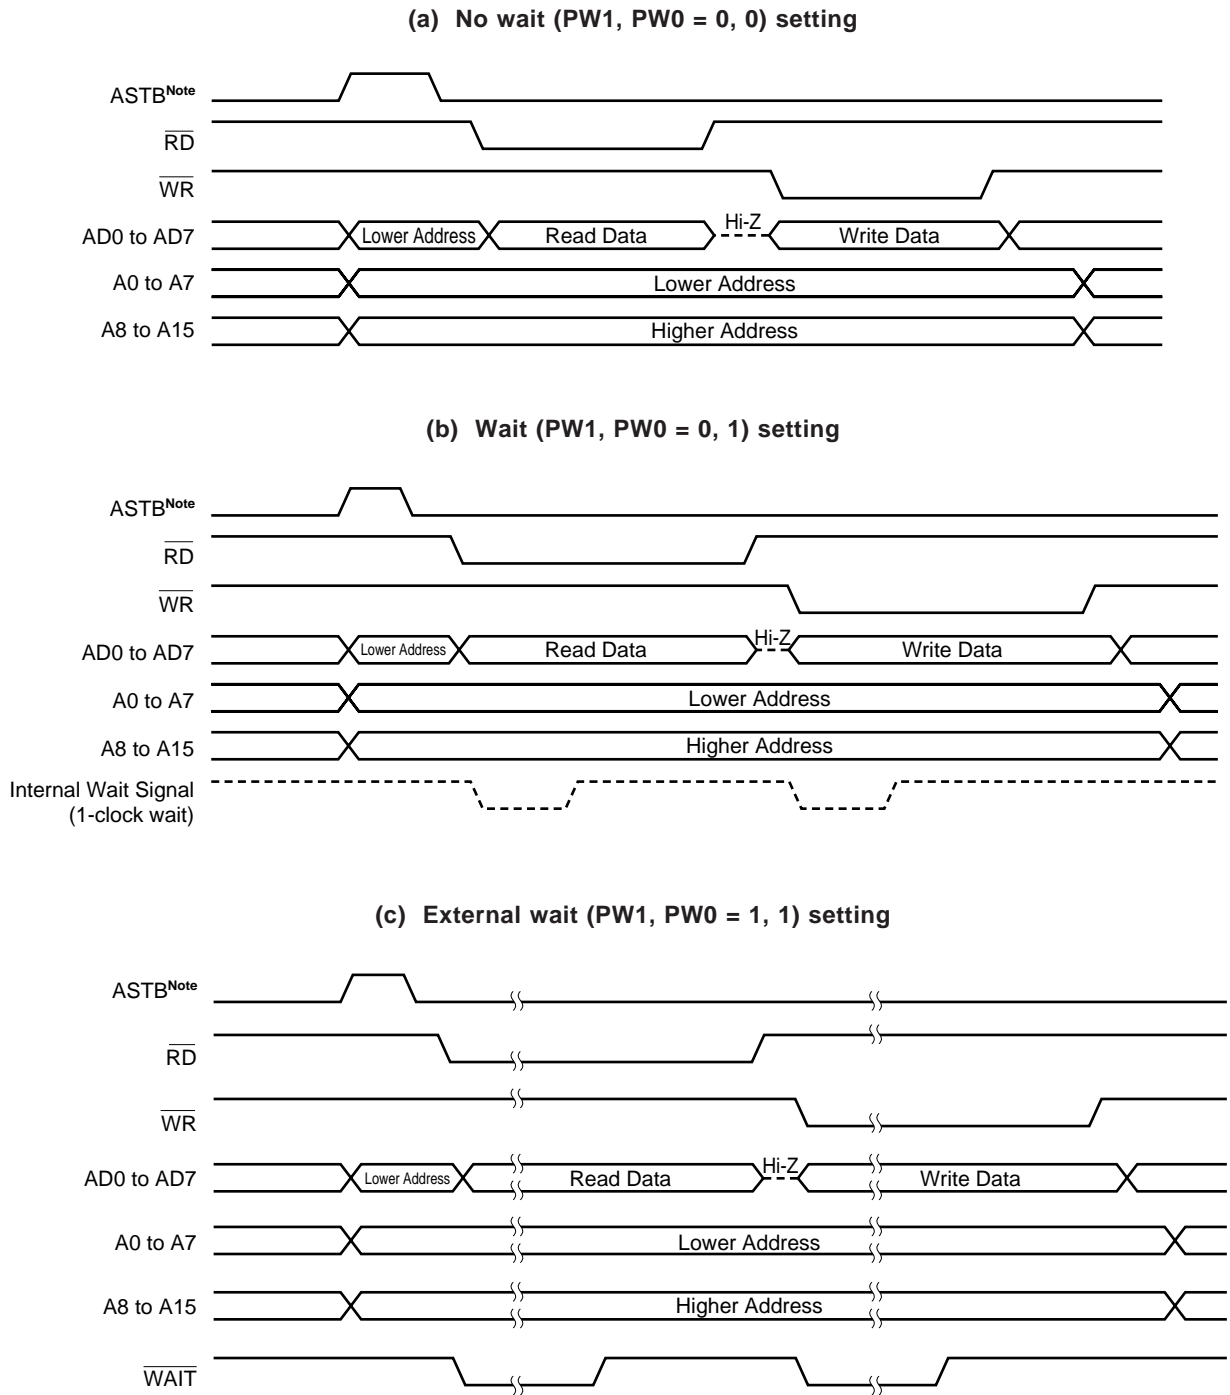 (a) No wait (PW1, PW0 = 0, 0) setting
ASTBNote
RD
WR
Hi-Z
AD0 to AD7 Lower Address Read Data Write Data
A0 to A7 Lower Address
A8 to A15 Higher Address
(b) Wait (PW1, PW0 = 0, 1) setting
ASTBNote
RD
WR
Hi-Z
AD0 to AD7 Lower Address Read Data Write Data
A0 to A7 Lower Address
A8 to A15 Higher Address
Internal Wait Signal
(1-clock wait)
(c) External wait (PW1, PW0 = 1, 1) setting
ASTBNote
RD
WR
Hi-Z
AD0 to AD7 Lower Address Read Data Write Data
A0 to A7 Lower Address
A8 to A15 Higher Address
WAIT